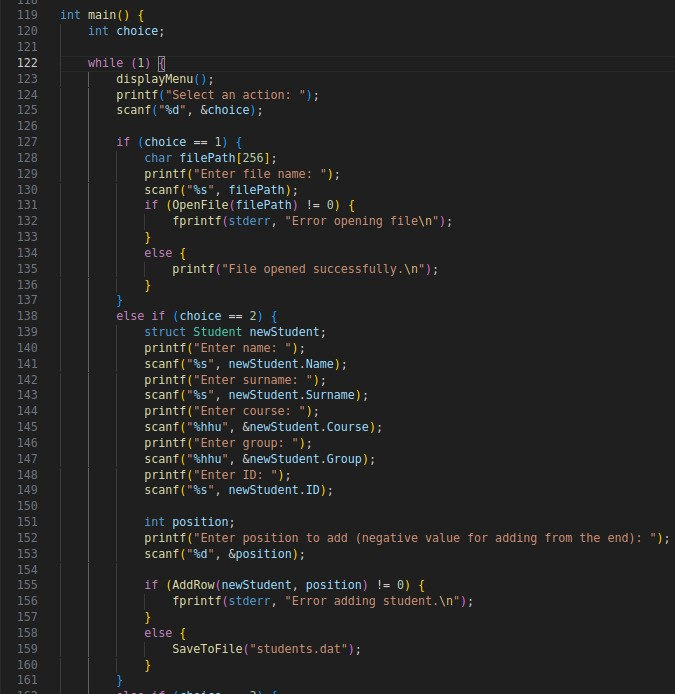 118
119 int main() {
120     int choice;
121
122     while (1) {
123         displayMenu();
124         printf("Select an action: ");
125         scanf("%d", &choice);
126
127         if (choice == 1) {
128             char filePath[256];
129             printf("Enter file name: ");
130             scanf("%s", filePath);
131             if (OpenFile(filePath) != 0) {
132                 fprintf(stderr, "Error opening file\n");
133             }
134             else {
135                 printf("File opened successfully.\n");
136             }
137         }
138         else if (choice == 2) {
139             struct Student newStudent;
140             printf("Enter name: ");
141             scanf("%s", newStudent.Name);
142             printf("Enter surname: ");
143             scanf("%s", newStudent.Surname);
144             printf("Enter course: ");
145             scanf("%hhu", &newStudent.Course);
146             printf("Enter group: ");
147             scanf("%hhu", &newStudent.Group);
148             printf("Enter ID: ");
149             scanf("%s", newStudent.ID);
150
151             int position;
152             printf("Enter position to add (negative value for adding from the end): ");
153             scanf("%d", &position);
154
155             if (AddRow(newStudent, position) != 0) {
156                 fprintf(stderr, "Error adding student.\n");
157             }
158             else {
159                 SaveToFile("students.dat");
160             }
161         }